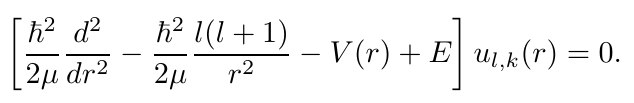 \left[ \frac{\hbar^2}{2\mu} \frac{d^2}{dr^2} - \frac{\hbar^2}{2\mu} \frac{l(l+1)}{r^2} - V(r) + E \right] u_{l,k}(r) = 0.